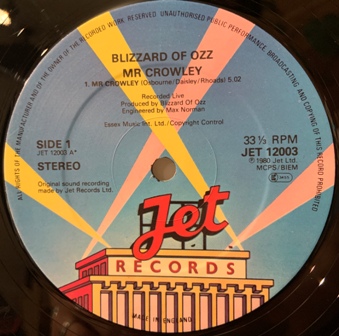 ALL RIGHTS OF THE MANUFACTURER AND OF THE OWNER OF THE RECORDED WORK RESERVED UNAUTHORISED PUBLIC PERFORMANCE BROADCASTING AND COPYING OF THIS RECORD PROHIBITED
BLIZZARD OF OZZ
MR CROWLEY
1. MR CROWLEY (Osbourne/Daisley/Rhoads) 5.02
Recorded Live
Produced by Blizzard Of Ozz
Engineered by Max Norman
Essex Music Int. Ltd./Copyright Control
SIDE 1
JET 12003 A*
STEREO
Original sound recording
made by Jet Records Ltd.
33⅓ RPM
JET 12003
℗ 1980 Jet Ltd.
MCPS/BIEM
Jet
RECORDS
MADE IN ENGLAND